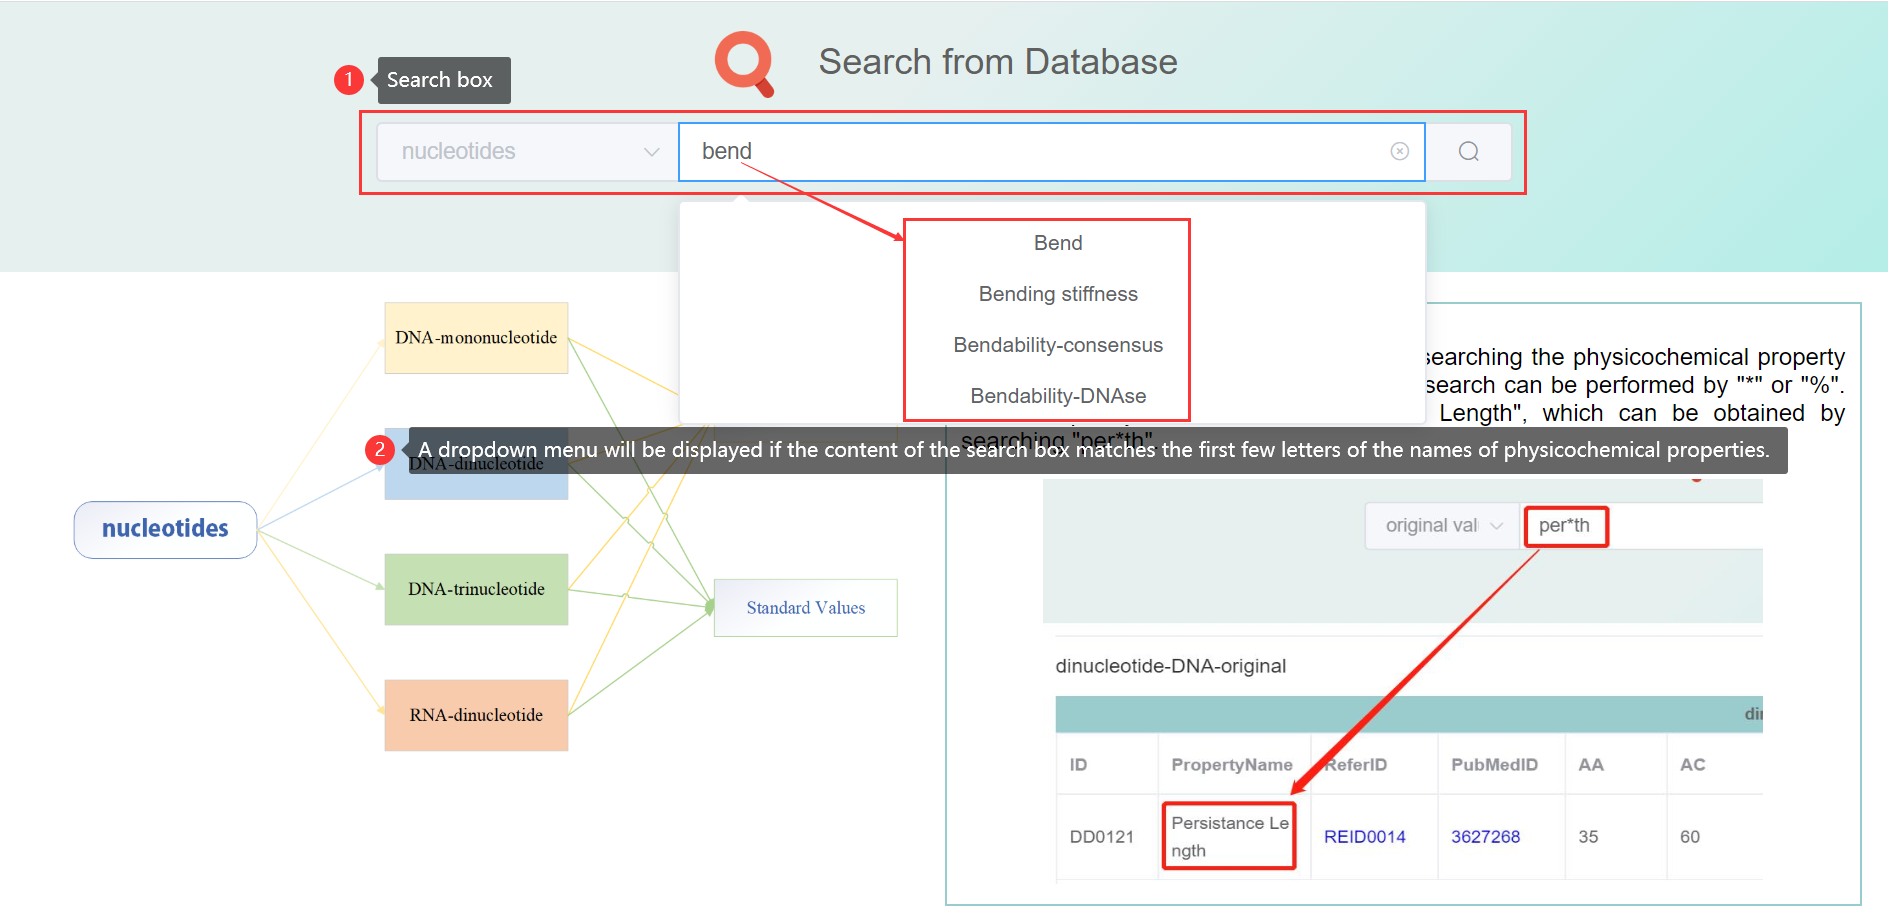 Search from Database
1 Search box
nucleotides
bend
Bend
Bending stiffness
Bendability-consensus
Bendability-DNAse
searching the physicochemical property
search can be performed by "*" or "%".
Length", which can be obtained by
searching "per*th".
2 A dropdown menu will be displayed if the content of the search box matches the first few letters of the names of physicochemical properties.
DNA-mononucleotide
DNA-dinucleotide
nucleotides
DNA-trinucleotide
RNA-dinucleotide
Standard Values
original val
per*th
dinucleotide-DNA-original
ID PropertyName ReferID PubMedID AA AC
DD0121 Persistance Le
ngth REID0014 3627268 35 60